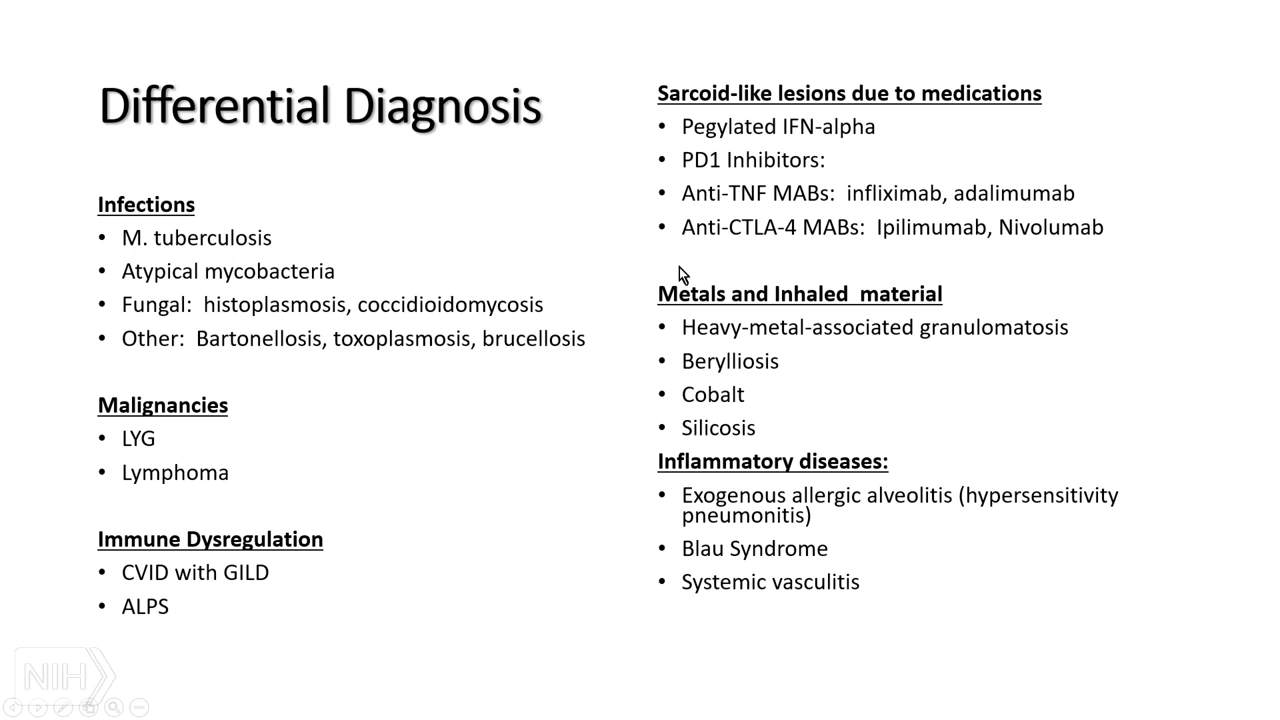 Differential Diagnosis
Infections
• M. tuberculosis
• Atypical mycobacteria
• Fungal:  histoplasmosis, coccidioidomycosis
• Other:  Bartonellosis, toxoplasmosis, brucellosis
Malignancies
• LYG
• Lymphoma
Immune Dysregulation
• CVID with GILD
• ALPS
Sarcoid-like lesions due to medications
• Pegylated IFN-alpha
• PD1 Inhibitors:
• Anti-TNF MABs:  infliximab, adalimumab
• Anti-CTLA-4 MABs:  Ipilimumab, Nivolumab
Metals and Inhaled  material
• Heavy-metal-associated granulomatosis
• Berylliosis
• Cobalt
• Silicosis
Inflammatory diseases:
• Exogenous allergic alveolitis (hypersensitivity
pneumonitis)
• Blau Syndrome
• Systemic vasculitis
NIH